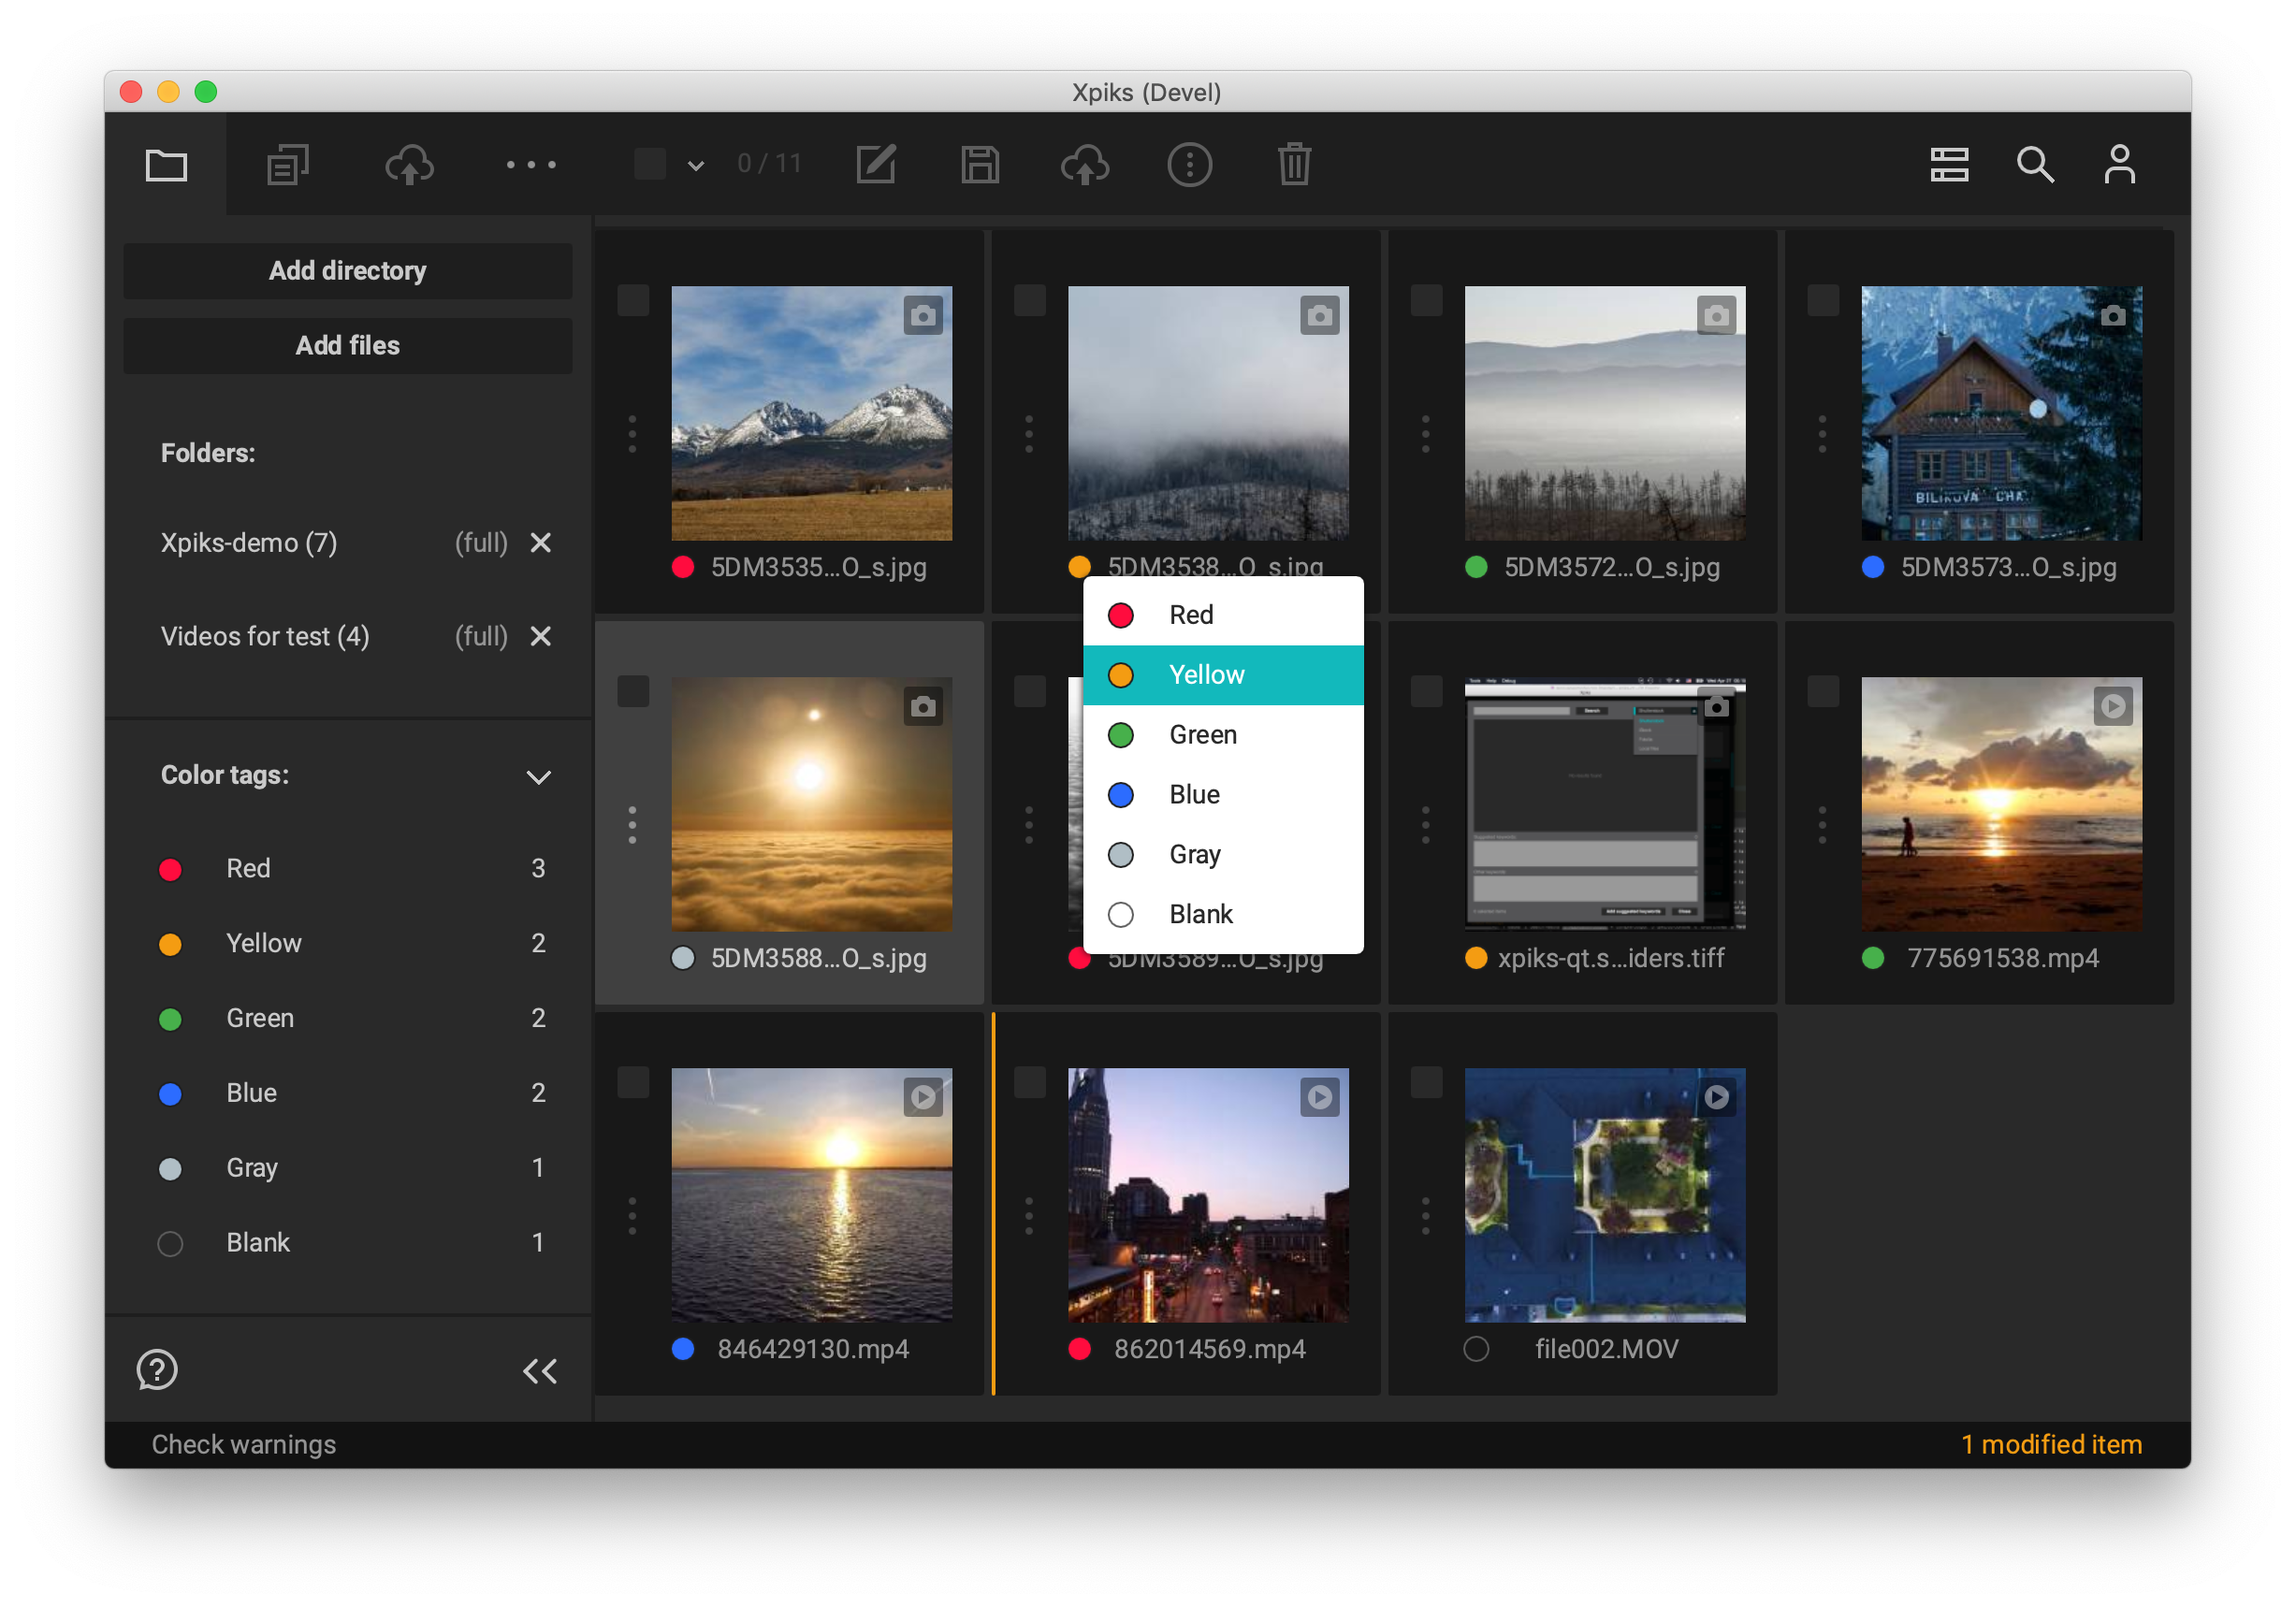 Xpiks (Devel)
0 / 11
Add directory
Add files
Folders:
Xpiks-demo (7) (full)
Videos for test (4) (full)
Color tags:
Red 3
Yellow 2
Green 2
Blue 2
Gray 1
Blank 1
BILIKOVA CHA
5DM3535...O_s.jpg
5DM3538...O_s.jpg
5DM3572...O_s.jpg
5DM3573...O_s.jpg
Red
Yellow
Green
Blue
Gray
Blank
Search
5DM3588...O_s.jpg
5DM3589...O_s.jpg
xpiks-qt.s...iders.tiff
775691538.mp4
846429130.mp4
862014569.mp4
file002.MOV
Check warnings
1 modified item